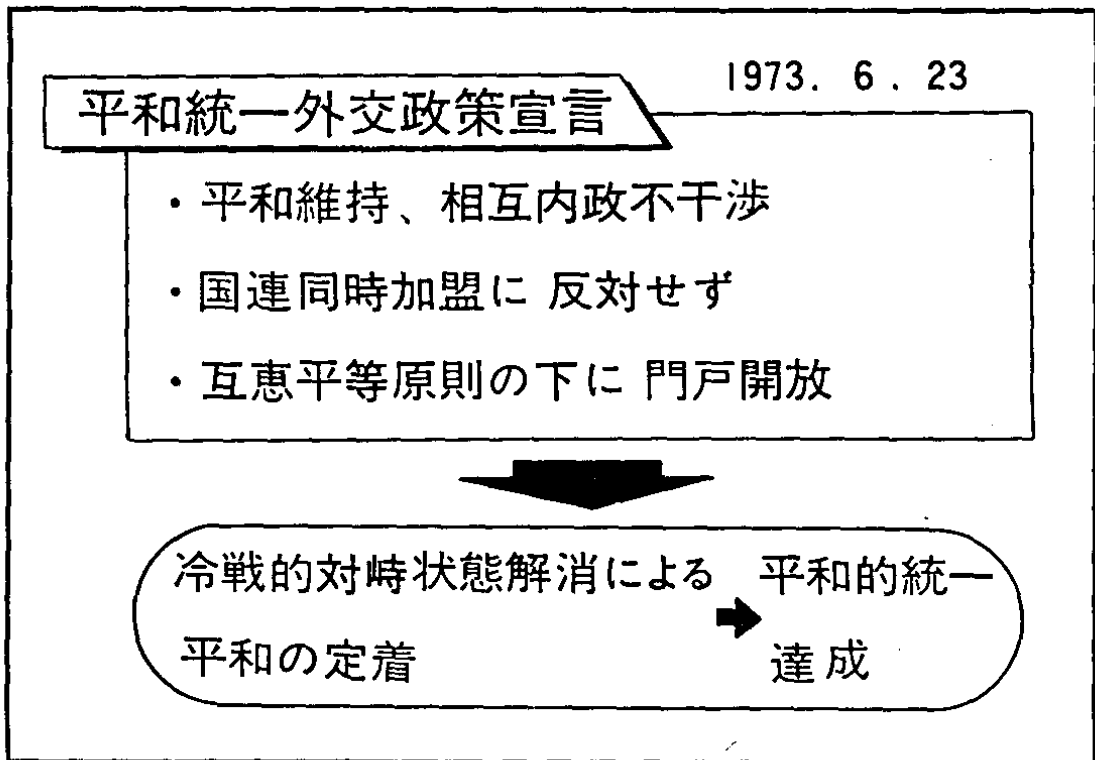 1973. 6. 23
平和統一外交政策宣言
・平和維持、相互内政不干渉
・国連同時加盟に 反対せず
・互恵平等原則の下に 門戸開放
冷戦的対峙状態解消による
平和の定着
平和的統一
達成